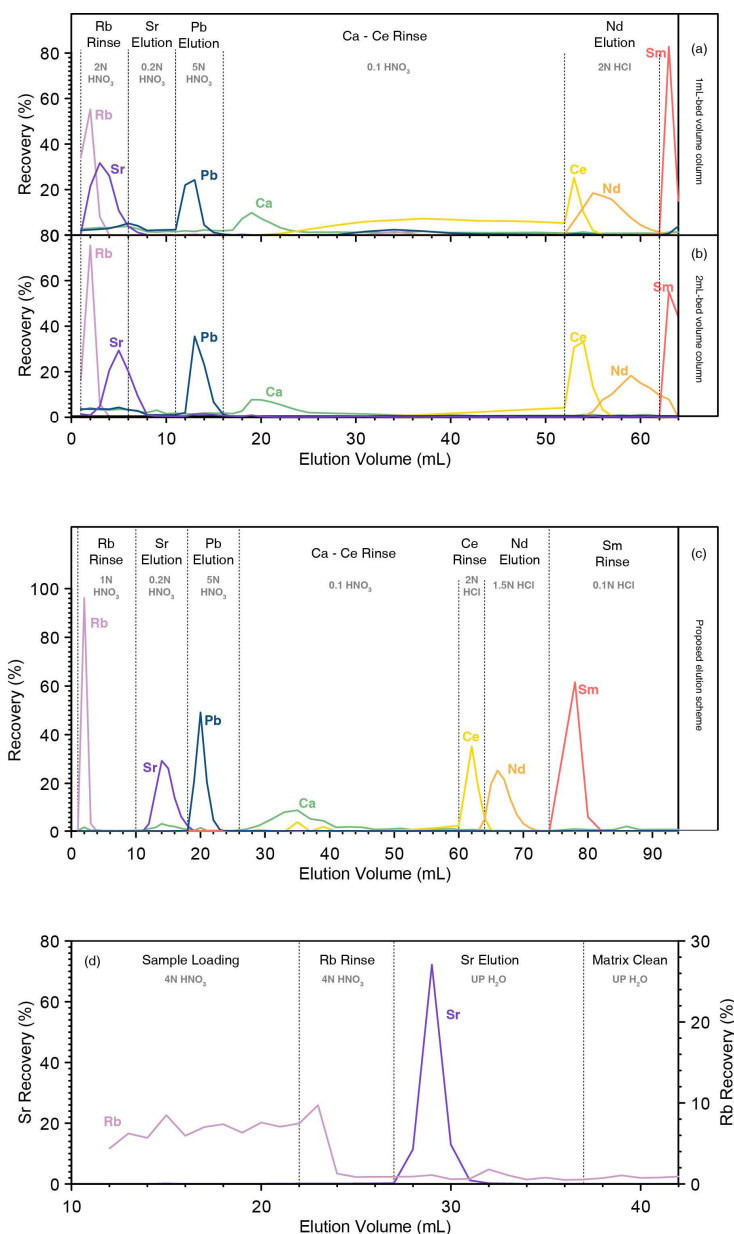 Rb Rinse
Sr Elution
Pb Elution
Ca - Ce Rinse
Nd Elution
(a)
2N HNO₃
0.2N HNO₃
5N HNO₃
0.1 HNO₃
2N HCl
80
60
40
20
Recovery (%)
Rb
Sr
Pb
Ca
Ce
Nd
Sm
1mL-bed volume column
80
60
40
20
0
Recovery (%)
Rb
Sr
Pb
Ca
Ce
Nd
Sm
(b)
2mL-bed volume column
0 10 20 30 40 50 60
Elution Volume (mL)
Rb Rinse
Sr Elution
Pb Elution
Ca - Ce Rinse
Ce Rinse
Nd Elution
Sm Rinse
(c)
1N HNO₃
0.2N HNO₃
5N HNO₃
0.1 HNO₃
2N HCl
1.5N HCl
0.1N HCl
100
80
60
40
20
0
Recovery (%)
Rb
Sr
Pb
Ca
Ce
Nd
Sm
Proposed elution scheme
0 10 20 30 40 50 60 70 80 90
Elution Volume (mL)
(d)
Sample Loading
Rb Rinse
Sr Elution
Matrix Clean
4N HNO₃
4N HNO₃
UP H₂O
UP H₂O
80
60
40
20
0
Sr Recovery (%)
Rb
Sr
30
20
10
0
Rb Recovery (%)
10 20 30 40
Elution Volume (mL)